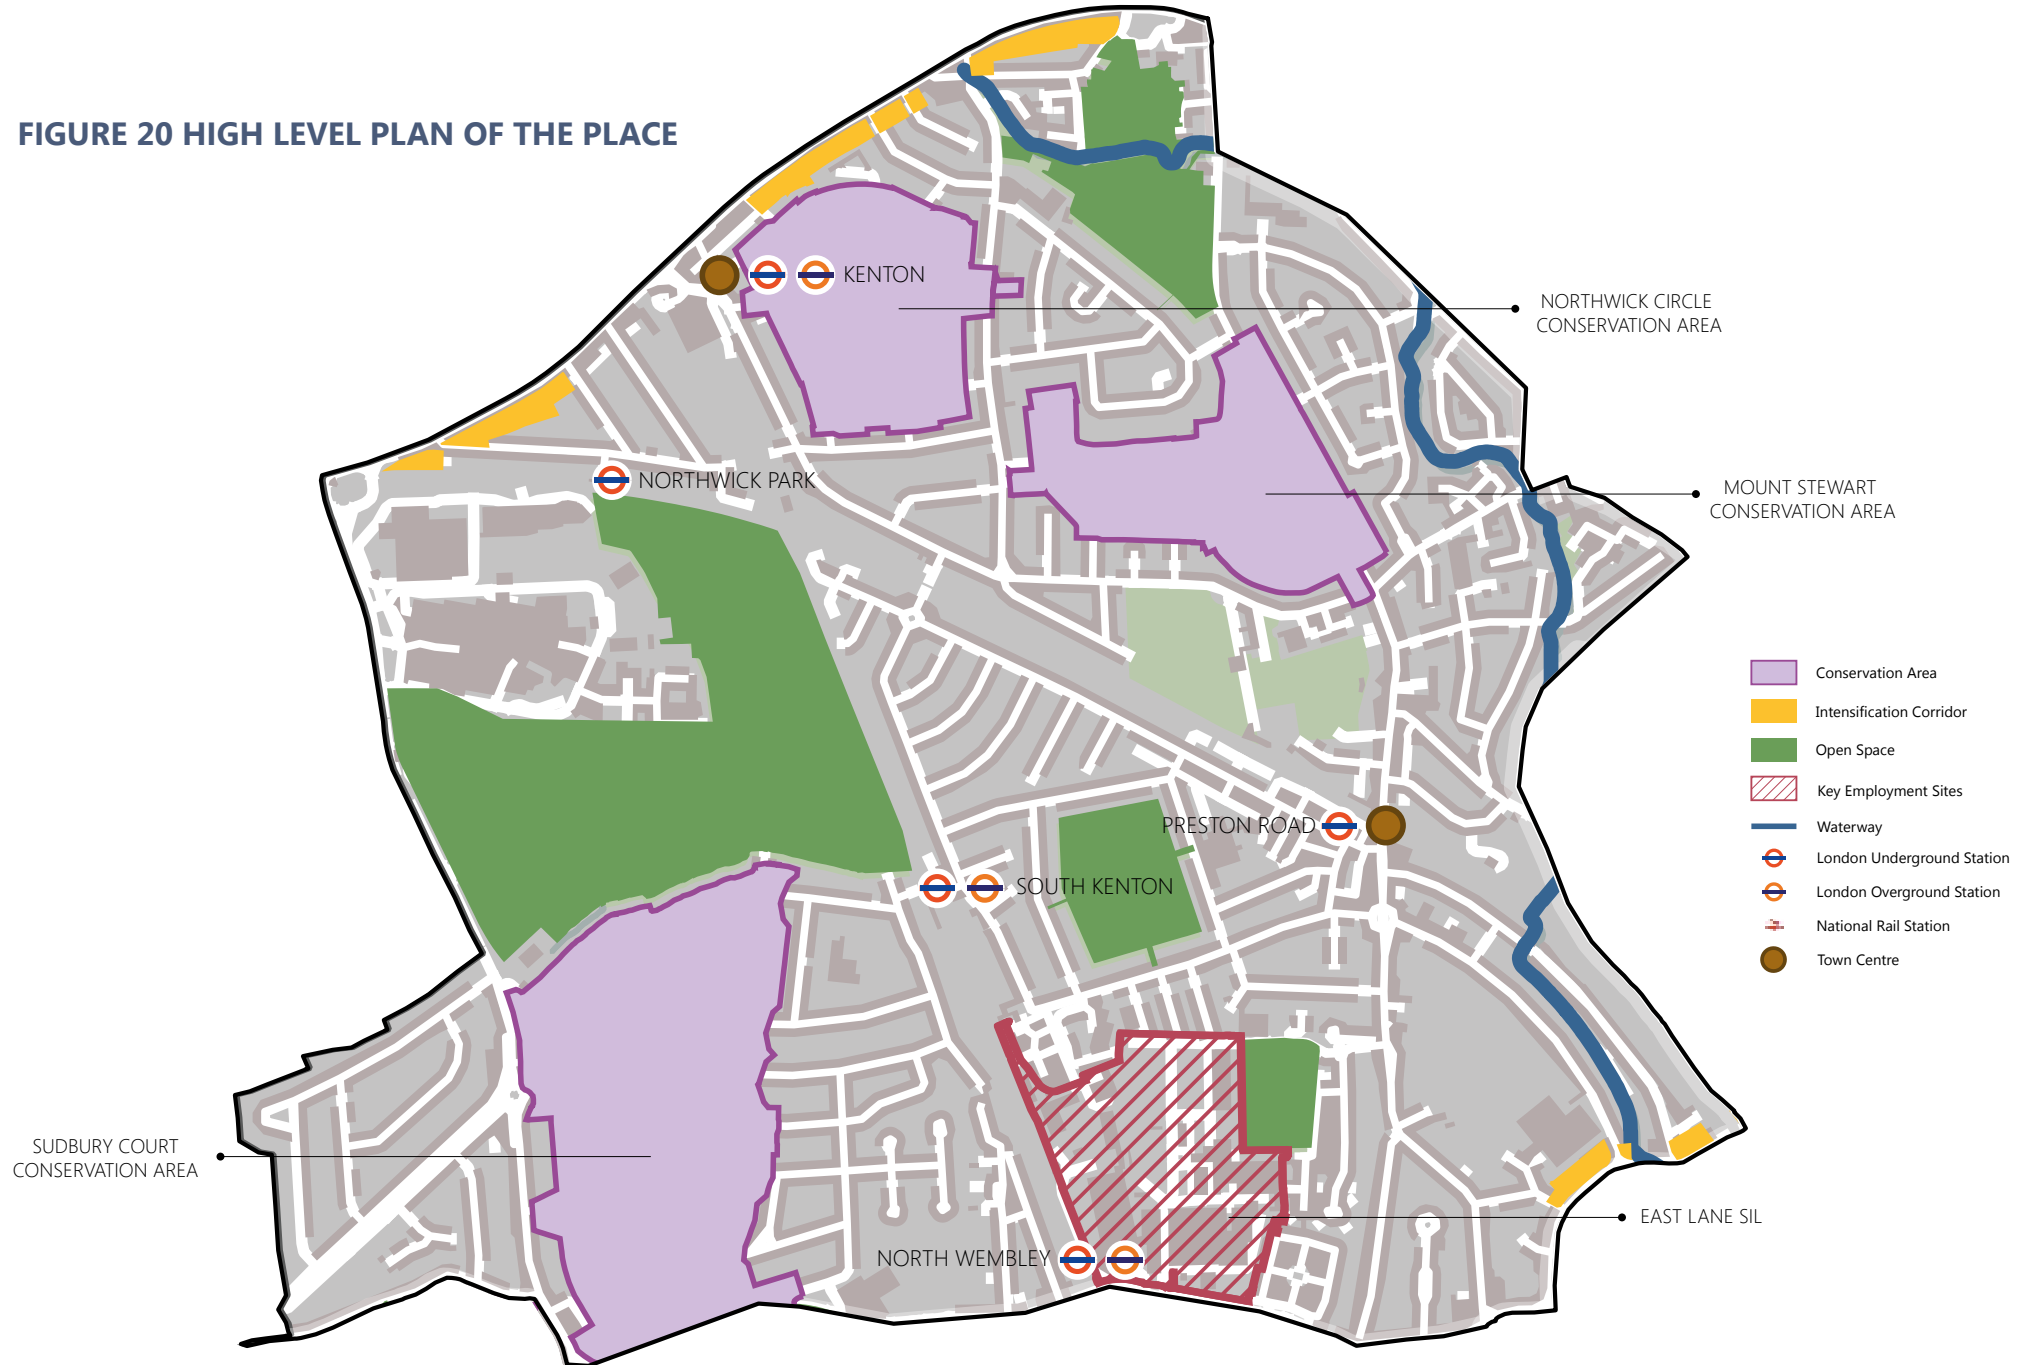 FIGURE 20 HIGH LEVEL PLAN OF THE PLACE
KENTON
NORTHWICK CIRCLE
CONSERVATION AREA
NORTHWICK PARK
MOUNT STEWART
CONSERVATION AREA
Conservation Area
Intensification Corridor
Open Space
Key Employment Sites
Waterway
London Underground Station
London Overground Station
National Rail Station
Town Centre
PRESTON ROAD
SOUTH KENTON
SUDBURY COURT
CONSERVATION AREA
EAST LANE SIL
NORTH WEMBLEY